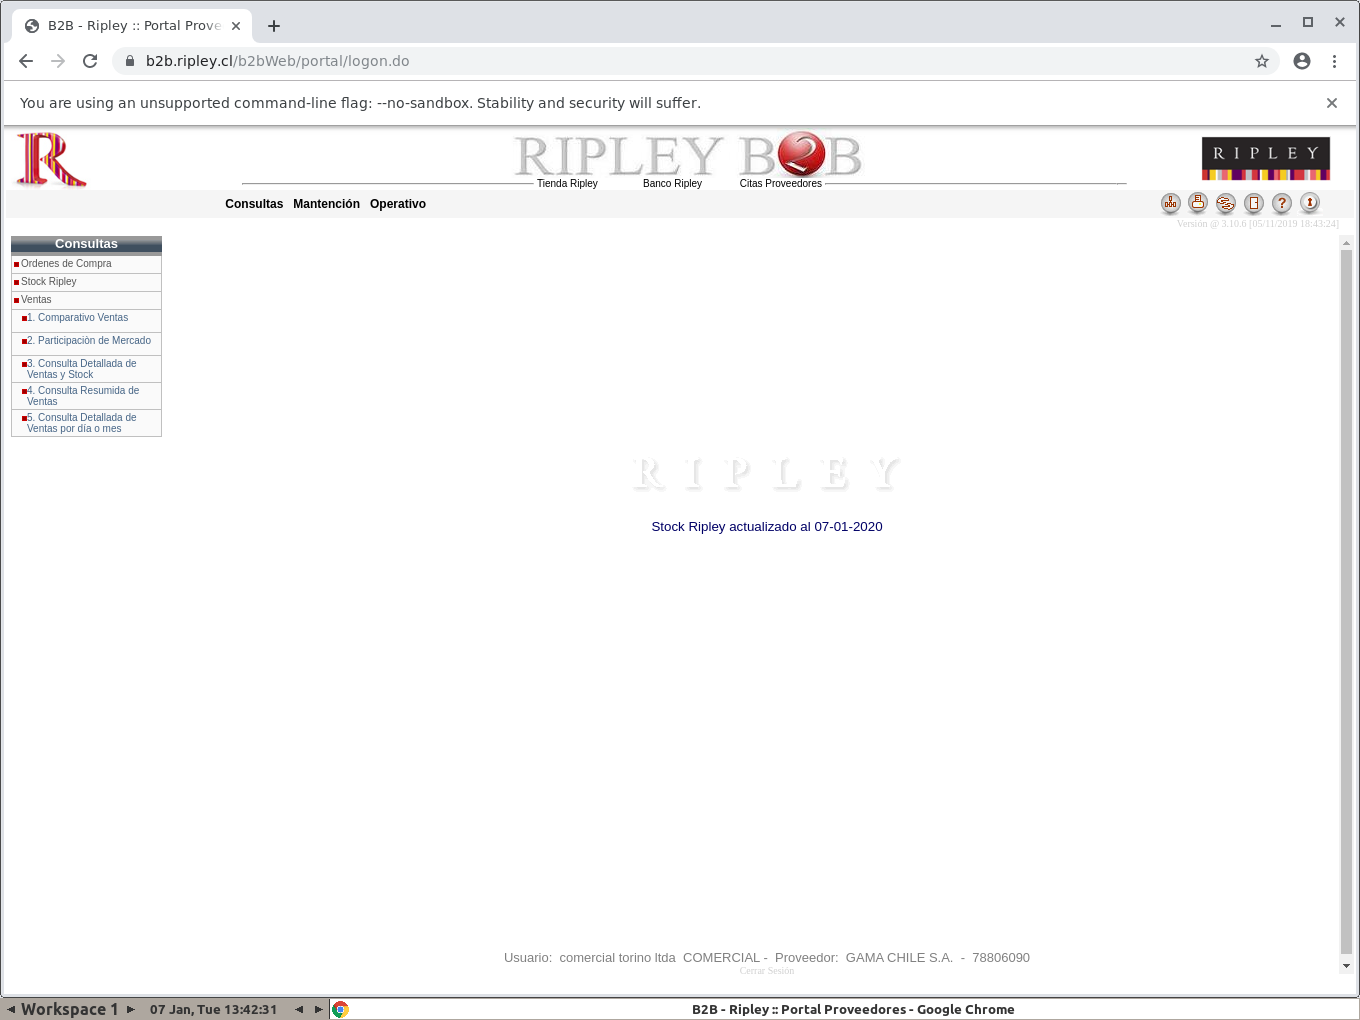 B2B - Ripley :: Portal Prove
b2b.ripley.cl/b2bWeb/portal/logon.do
You are using an unsupported command-line flag: --no-sandbox. Stability and security will suffer.
R
RIPLEY B2B
RIPLEY
Tienda Ripley Banco Ripley Citas Proveedores
Consultas Mantención Operativo
?
Versión @ 3.10.6 [05/11/2019 18:43:24]
Consultas
Ordenes de Compra
Stock Ripley
Ventas
1. Comparativo Ventas
2. Participaciòn de Mercado
3. Consulta Detallada de
Ventas y Stock
4. Consulta Resumida de
Ventas
5. Consulta Detallada de
Ventas por día o mes
RIPLEY
Stock Ripley actualizado al 07-01-2020
Usuario: comercial torino ltda COMERCIAL - Proveedor: GAMA CHILE S.A. - 78806090
Cerrar Sesión
Workspace 1 07 Jan, Tue 13:42:31 B2B - Ripley :: Portal Proveedores - Google Chrome